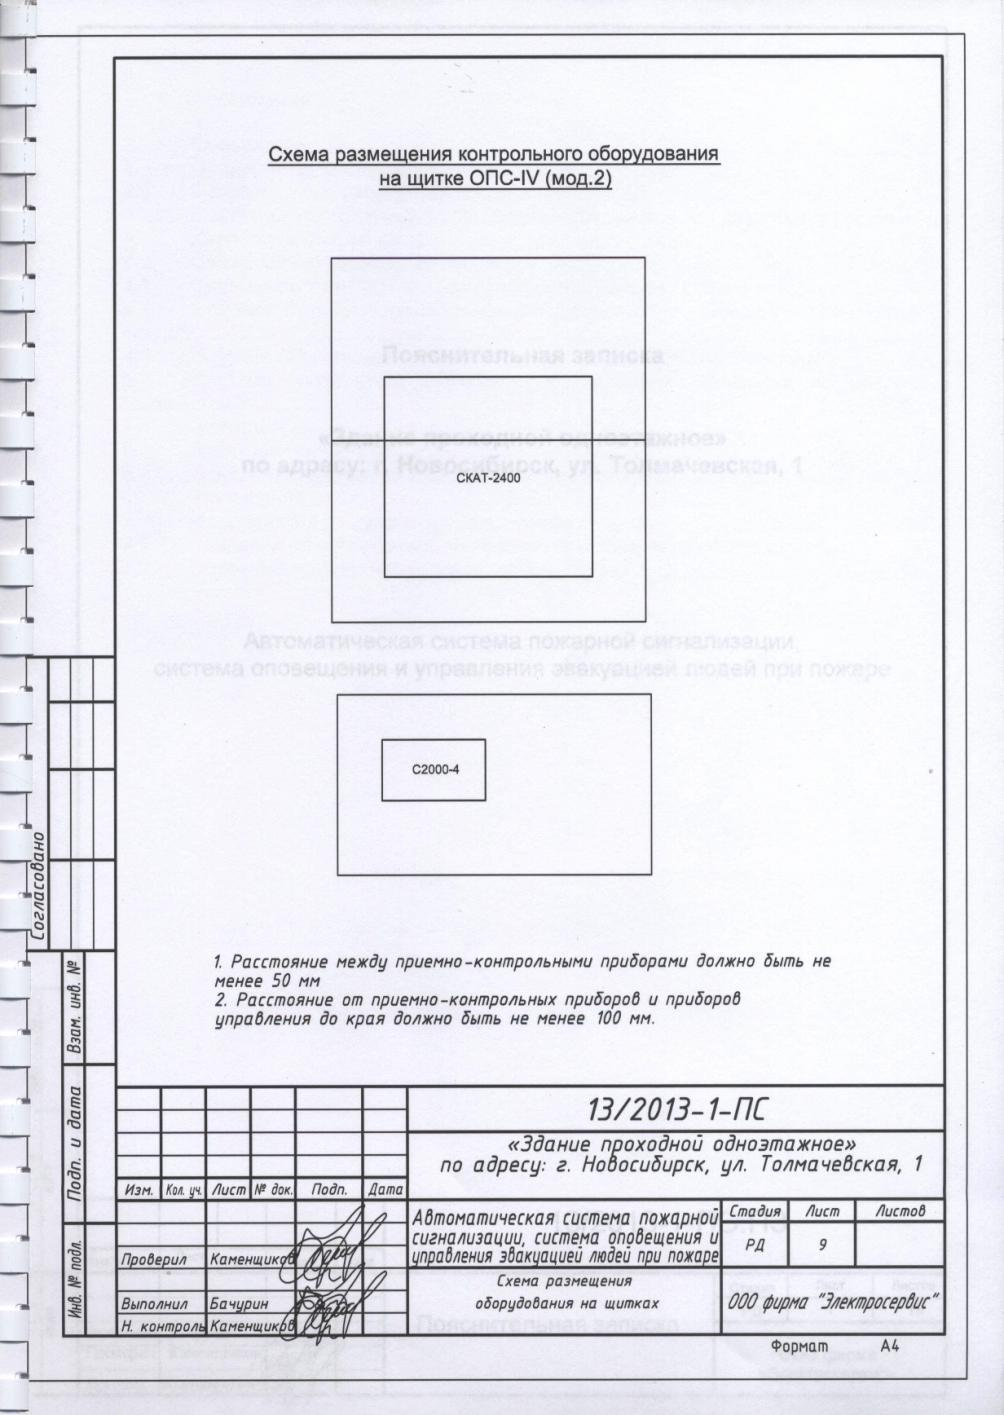 Схема размещения контрольного оборудования
на щитке ОПС-IV (мод.2)
Пояснительная записка
«Здание проходной одноэтажное»
по адресу: г. Новосибирск, ул. Толмачевская, 1
СКАТ-2400
Автоматическая система пожарной сигнализации,
система оповещения и управления эвакуацией людей при пожаре
С2000-4
1. Расстояние между приемно-контрольными приборами должно быть не
менее 50 мм
2. Расстояние от приемно-контрольных приборов и приборов
управления до края должно быть не менее 100 мм.
Согласовано
Взам. инв. №
Подп. и дата
Инв. № подл.
13/2013-1-ПС
«Здание проходной одноэтажное»
по адресу: г. Новосибирск, ул. Толмачевская, 1
Изм. Кол. уч. Лист № док. Подп. Дата
Автоматическая система пожарной
сигнализации, система оповещения и
управления эвакуацией людей при пожаре
Стадия Лист Листов
РД 9
Проверил Каменщиков
Выполнил Бачурин
Н. контроль Каменщиков
Схема размещения
оборудования на щитках
ООО фирма "Электросервис"
Пояснительная записка
Формат А4